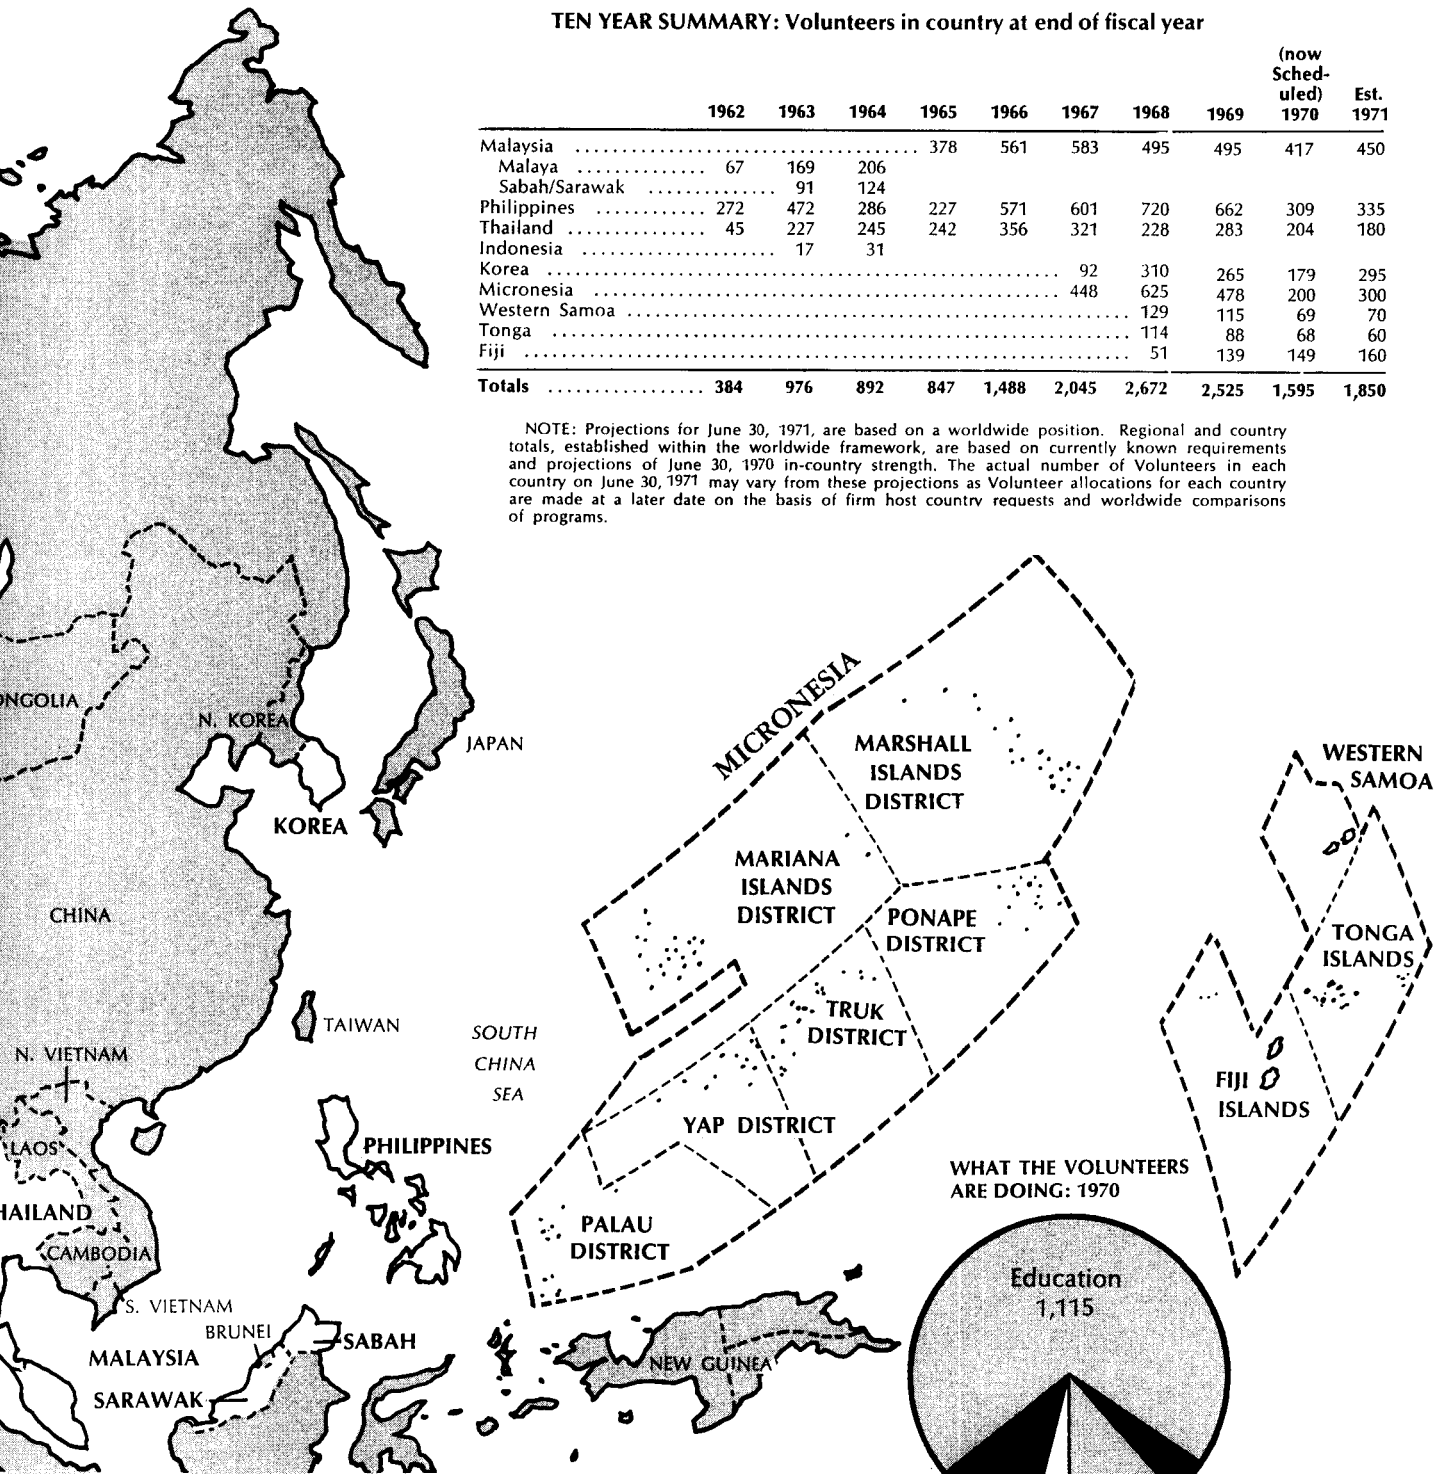 TEN YEAR SUMMARY: Volunteers in country at end of fiscal year
(now
Sched-
uled) Est.
1962 1963 1964 1965 1966 1967 1968 1969 1970 1971
Malaysia ................................ 378 561 583 495 495 417 450
Malaya .............. 67 169 206
Sabah/Sarawak .............. 91 124
Philippines ............ 272 472 286 227 571 601 720 662 309 335
Thailand ............... 45 227 245 242 356 321 228 283 204 180
Indonesia ..................... 17 31
Korea ........................................................ 92 310 265 179 295
Micronesia .................................................. 448 625 478 200 300
Western Samoa ...................................................... 129 115 69 70
Tonga .............................................................. 114 88 68 60
Fiji ................................................................. 51 139 149 160
Totals ................. 384 976 892 847 1,488 2,045 2,672 2,525 1,595 1,850
NOTE: Projections for June 30, 1971, are based on a worldwide position. Regional and country
totals, established within the worldwide framework, are based on currently known requirements
and projections of June 30, 1970 in-country strength. The actual number of Volunteers in each
country on June 30, 1971 may vary from these projections as Volunteer allocations for each country
are made at a later date on the basis of firm host country requests and worldwide comparisons
of programs.
MICRONESIA
ONGOLIA
N. KOREA
JAPAN
KOREA
MARSHALL
ISLANDS
DISTRICT
WESTERN
SAMOA
MARIANA
ISLANDS
DISTRICT
CHINA
PONAPE
DISTRICT
TONGA
ISLANDS
TAIWAN
SOUTH
CHINA
SEA
TRUK
DISTRICT
N. VIETNAM
FIJI
ISLANDS
LAOS
PHILIPPINES
YAP DISTRICT
HAILAND
CAMBODIA
PALAU
DISTRICT
S. VIETNAM
BRUNEI
SABAH
MALAYSIA
SARAWAK
NEW GUINEA
WHAT THE VOLUNTEERS
ARE DOING: 1970
Education
1,115